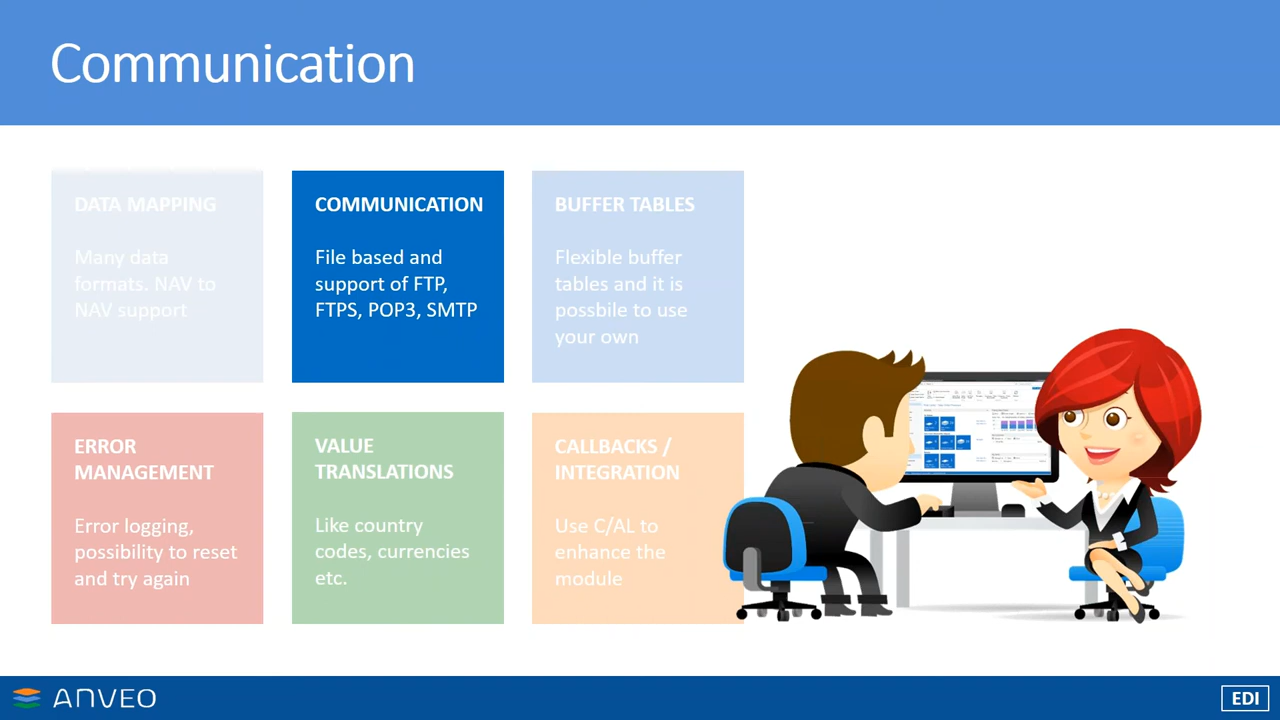 Communication
DATA MAPPING
Many data
formats. NAV to
NAV support
COMMUNICATION
File based and
support of FTP,
FTPS, POP3, SMTP
BUFFER TABLES
Flexible buffer
tables and it is
possbile to use
your own
ERROR
MANAGEMENT
Error logging,
possibility to reset
and try again
VALUE
TRANSLATIONS
Like country
codes, currencies
etc.
CALLBACKS /
INTEGRATION
Use C/AL to
enhance the
module
ANVEO
EDI